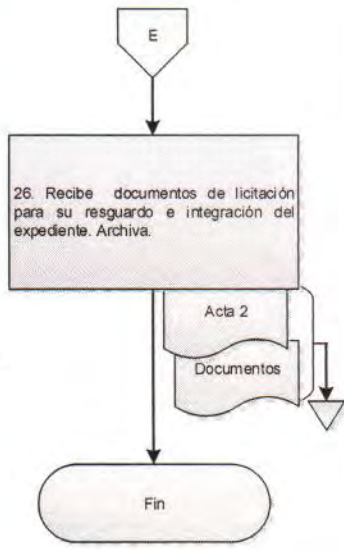 E
26. Recibe documentos de licitación
para su resguardo e integración del
expediente. Archiva.
Acta 2
Documentos
Fin